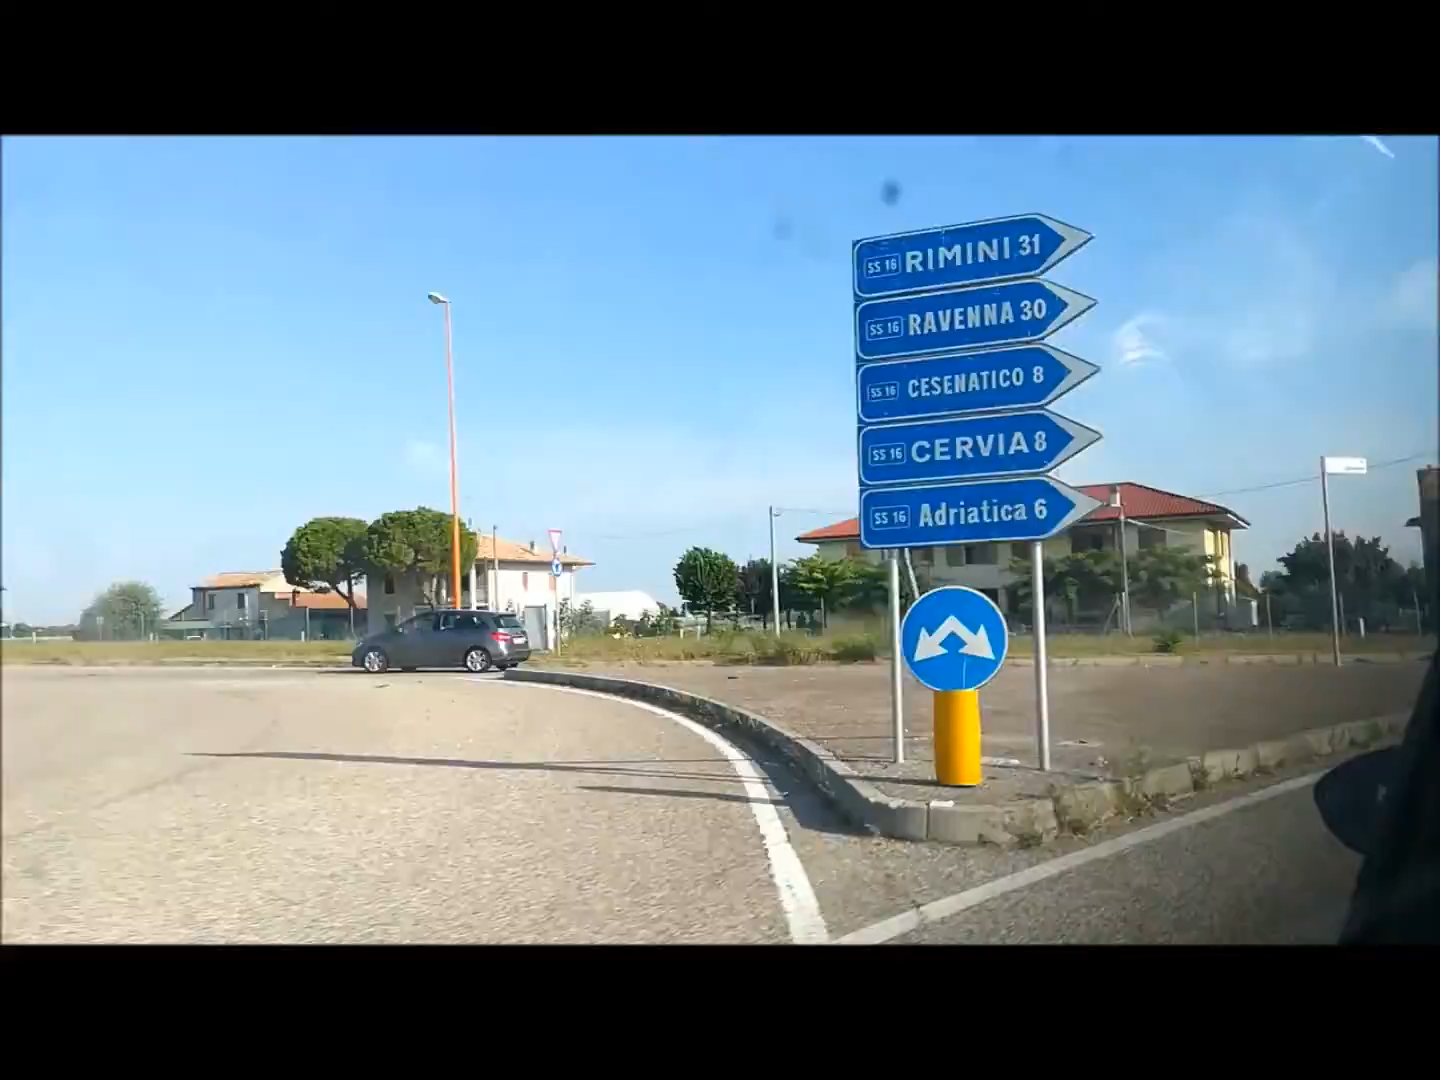 SS 16 RIMINI 31
SS 16 RAVENNA 30
SS 16 CESENATICO 8
SS 16 CERVIA 8
SS 16 Adriatica 6